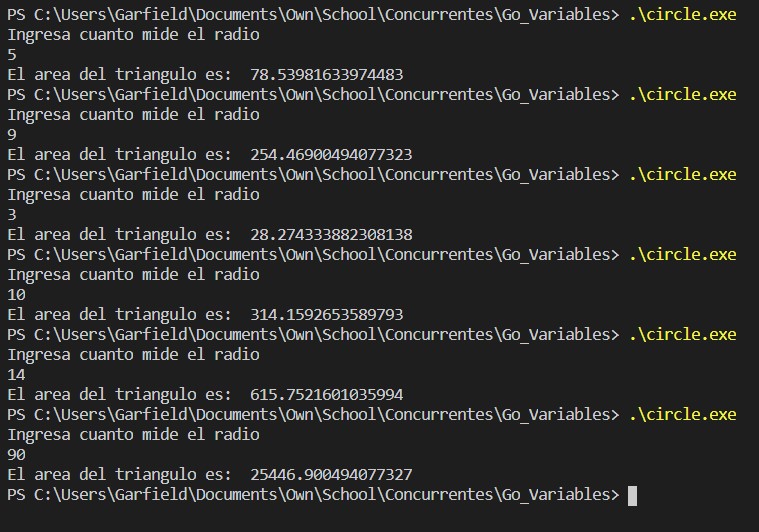 PS C:\Users\Garfield\Documents\Own\School\Concurrentes\Go_Variables> .\circle.exe
Ingresa cuanto mide el radio
5
El area del triangulo es:  78.53981633974483
PS C:\Users\Garfield\Documents\Own\School\Concurrentes\Go_Variables> .\circle.exe
Ingresa cuanto mide el radio
9
El area del triangulo es:  254.46900494077323
PS C:\Users\Garfield\Documents\Own\School\Concurrentes\Go_Variables> .\circle.exe
Ingresa cuanto mide el radio
3
El area del triangulo es:  28.274333882308138
PS C:\Users\Garfield\Documents\Own\School\Concurrentes\Go_Variables> .\circle.exe
Ingresa cuanto mide el radio
10
El area del triangulo es:  314.1592653589793
PS C:\Users\Garfield\Documents\Own\School\Concurrentes\Go_Variables> .\circle.exe
Ingresa cuanto mide el radio
14
El area del triangulo es:  615.7521601035994
PS C:\Users\Garfield\Documents\Own\School\Concurrentes\Go_Variables> .\circle.exe
Ingresa cuanto mide el radio
90
El area del triangulo es:  25446.900494077327
PS C:\Users\Garfield\Documents\Own\School\Concurrentes\Go_Variables>